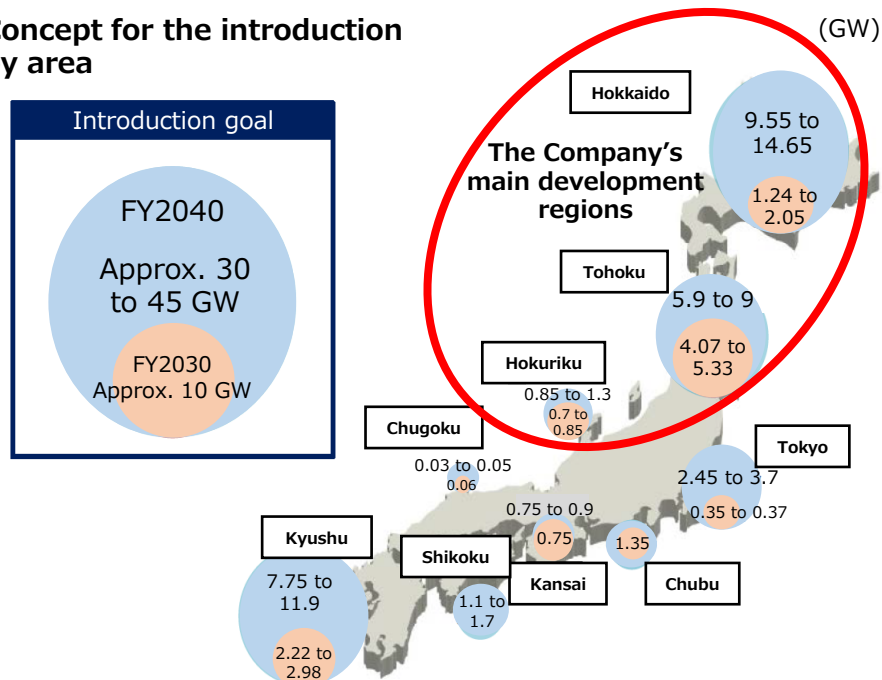 oncept for the introduction
y area
(GW)
Introduction goal
FY2040
Approx. 30
to 45 GW
FY2030
Approx. 10 GW
The Company's
main development
regions
Hokkaido
9.55 to
14.65
1.24 to
2.05
Tohoku
5.9 to 9
4.07 to
5.33
Hokuriku
0.85 to 1.3
0.7 to
0.85
Chugoku
0.03 to 0.05
0.06
Tokyo
2.45 to 3.7
0.35 to 0.37
0.75 to 0.9
0.75
Kansai
1.35
Chubu
Kyushu
7.75 to
11.9
2.22 to
2.98
Shikoku
1.1 to
1.7